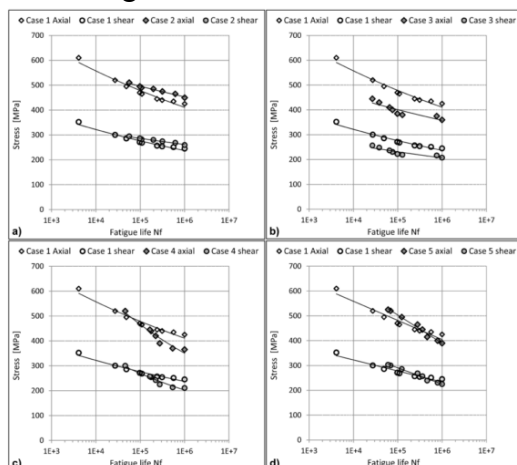 Case 1 Axial Case 1 shear Case 2 axial Case 2 shear
Stress [MPa]
700
600
500
400
300
200
100
0
1E+3 1E+4 1E+5 1E+6 1E+7
a) Fatigue life Nf
Case 1 Axial Case 1 shear Case 3 axial Case 3 shear
Stress [MPa]
700
600
500
400
300
200
100
0
1E+3 1E+4 1E+5 1E+6 1E+7
b) Fatigue life Nf
Case 1 Axial Case 1 shear Case 4 axial Case 4 shear
Stress [MPa]
700
600
500
400
300
200
100
0
1E+3 1E+4 1E+5 1E+6 1E+7
c) Fatigue life Nf
Case 1 Axial Case 1 shear Case 5 axial Case 5 shear
Stress [MPa]
700
600
500
400
300
200
100
0
1E+3 1E+4 1E+5 1E+6 1E+7
d) Fatigue life Nf